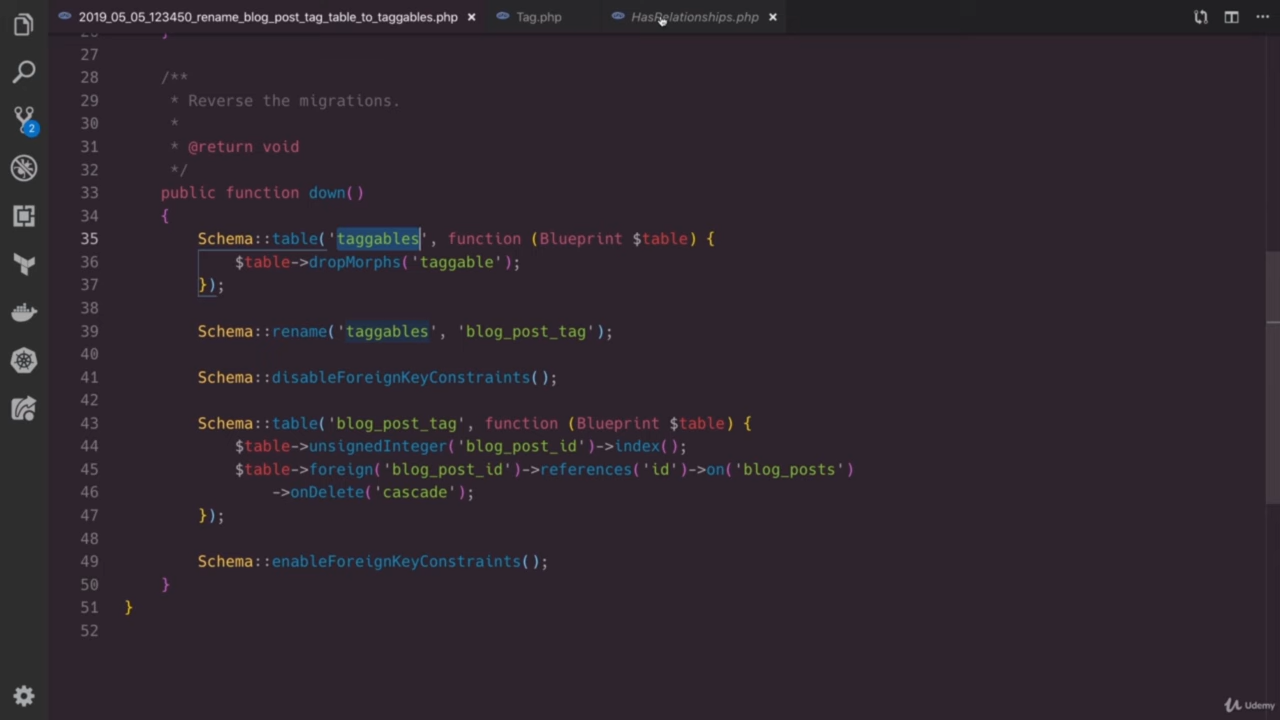 2019_05_05_123450_rename_blog_post_tag_table_to_taggables.php × Tag.php HasRelationships.php ×
27
28 /**
29 * Reverse the migrations.
30 *
31 * @return void
32 */
33 public function down()
34 {
35 Schema::table('taggables', function (Blueprint $table) {
36 $table->dropMorphs('taggable');
37 });
38
39 Schema::rename('taggables', 'blog_post_tag');
40
41 Schema::disableForeignKeyConstraints();
42
43 Schema::table('blog_post_tag', function (Blueprint $table) {
44 $table->unsignedInteger('blog_post_id')->index();
45 $table->foreign('blog_post_id')->references('id')->on('blog_posts')
46 ->onDelete('cascade');
47 });
48
49 Schema::enableForeignKeyConstraints();
50 }
51 }
52
2
Udemy